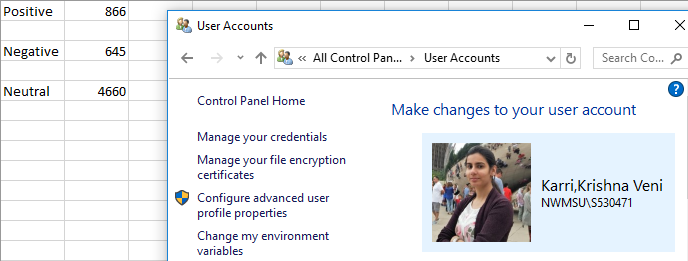 Positive 866
Negative 645
Neutral 4660
User Accounts
« All Control Pan... > User Accounts
Search Co...
?
Control Panel Home
Manage your credentials
Manage your file encryption
certificates
Configure advanced user
profile properties
Change my environment
variables
Make changes to your user account
Karri,Krishna Veni
NWMSU\S530471